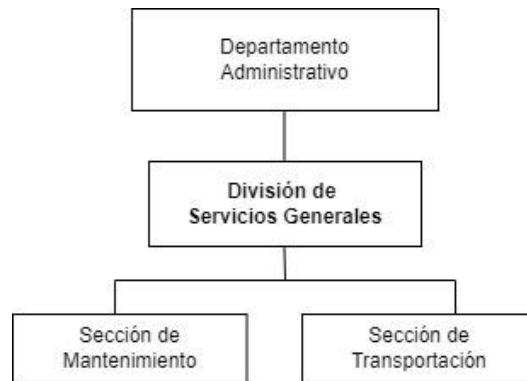 Departamento
Administrativo
División de
Servicios Generales
Sección de
Mantenimiento
Sección de
Transportación